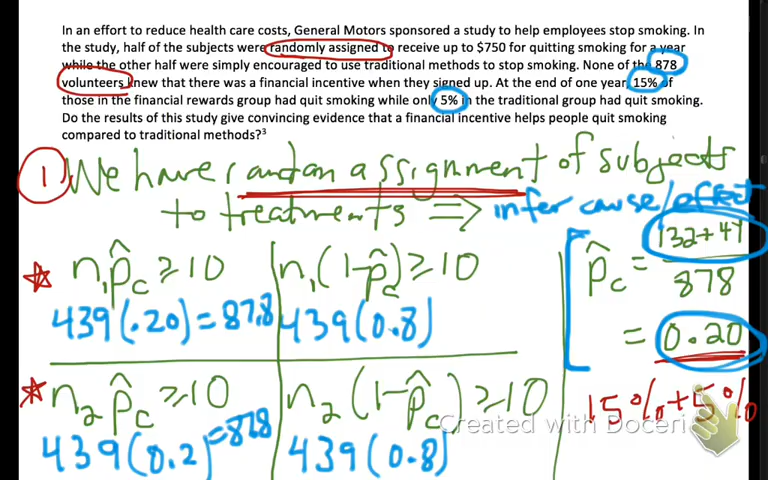 In an effort to reduce health care costs, General Motors sponsored a study to help employees stop smoking. In
the study, half of the subjects were randomly assigned to receive up to $750 for quitting smoking for a year
while the other half were simply encouraged to use traditional methods to stop smoking. None of the 878
volunteers knew that there was a financial incentive when they signed up. At the end of one year, 15% of
those in the financial rewards group had quit smoking while only 5% in the traditional group had quit smoking.
Do the results of this study give convincing evidence that a financial incentive helps people quit smoking
compared to traditional methods?³
① We have random assignment of subjects
to treatments ⇒ infer cause/effect
n₁p̂c ≥ 10
439(.20) = 87.8
n₁(1-p̂c) ≥ 10
439(0.8)
p̂c = 132+47
878
= 0.20
n₂p̂c ≥ 10
439(0.2) = 87.8
n₂(1-p̂c) ≥ 10
439(0.8)
15%+5%
Created with Doceri